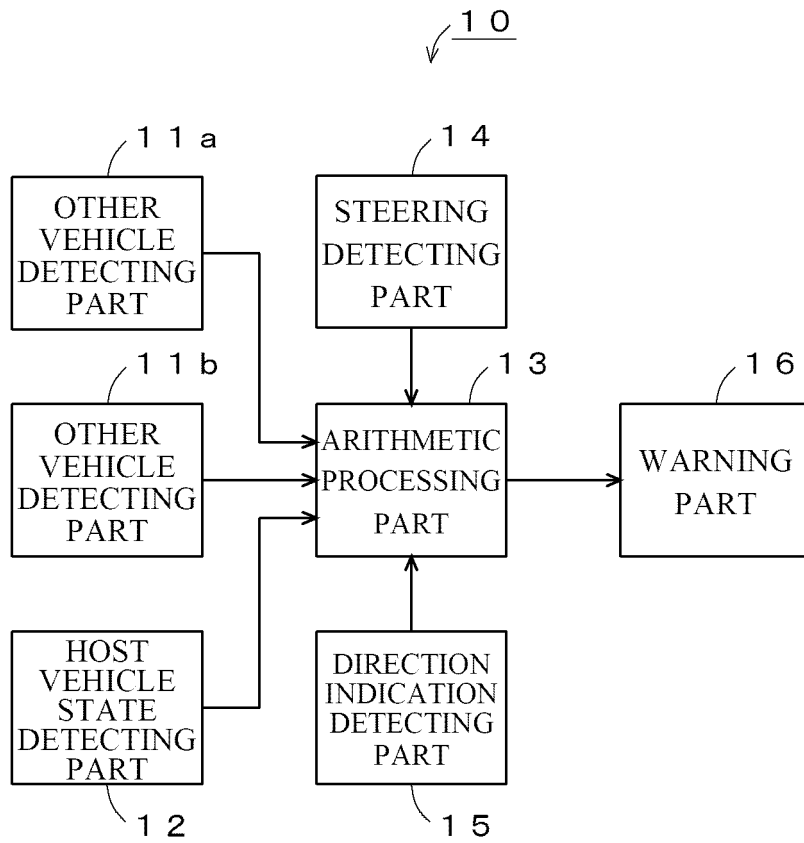 １０
１１a
OTHER
VEHICLE
DETECTING
PART
１４
STEERING
DETECTING
PART
１１b
OTHER
VEHICLE
DETECTING
PART
１３
ARITHMETIC
PROCESSING
PART
１６
WARNING
PART
HOST
VEHICLE
STATE
DETECTING
PART
１２
DIRECTION
INDICATION
DETECTING
PART
１５